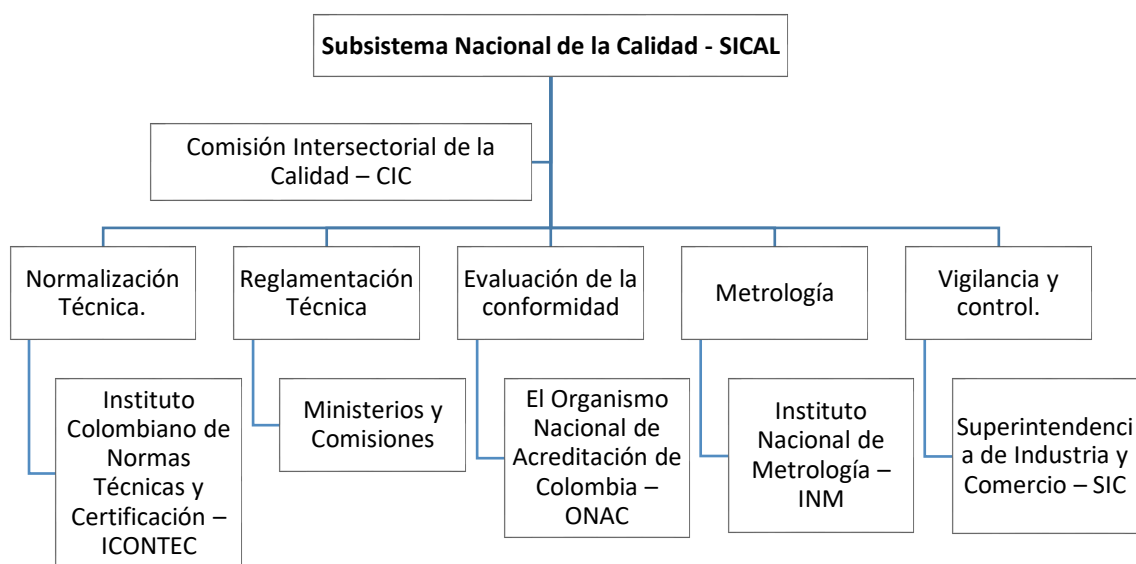 Subsistema Nacional de la Calidad - SICAL
Comisión Intersectorial de la
Calidad – CIC
Normalización
Técnica.
Reglamentación
Técnica
Evaluación de la
conformidad
Metrología
Vigilancia y
control.
Instituto
Colombiano de
Normas
Técnicas y
Certificación –
ICONTEC
Ministerios y
Comisiones
El Organismo
Nacional de
Acreditación de
Colombia –
ONAC
Instituto
Nacional de
Metrología –
INM
Superintendenci
a de Industria y
Comercio – SIC